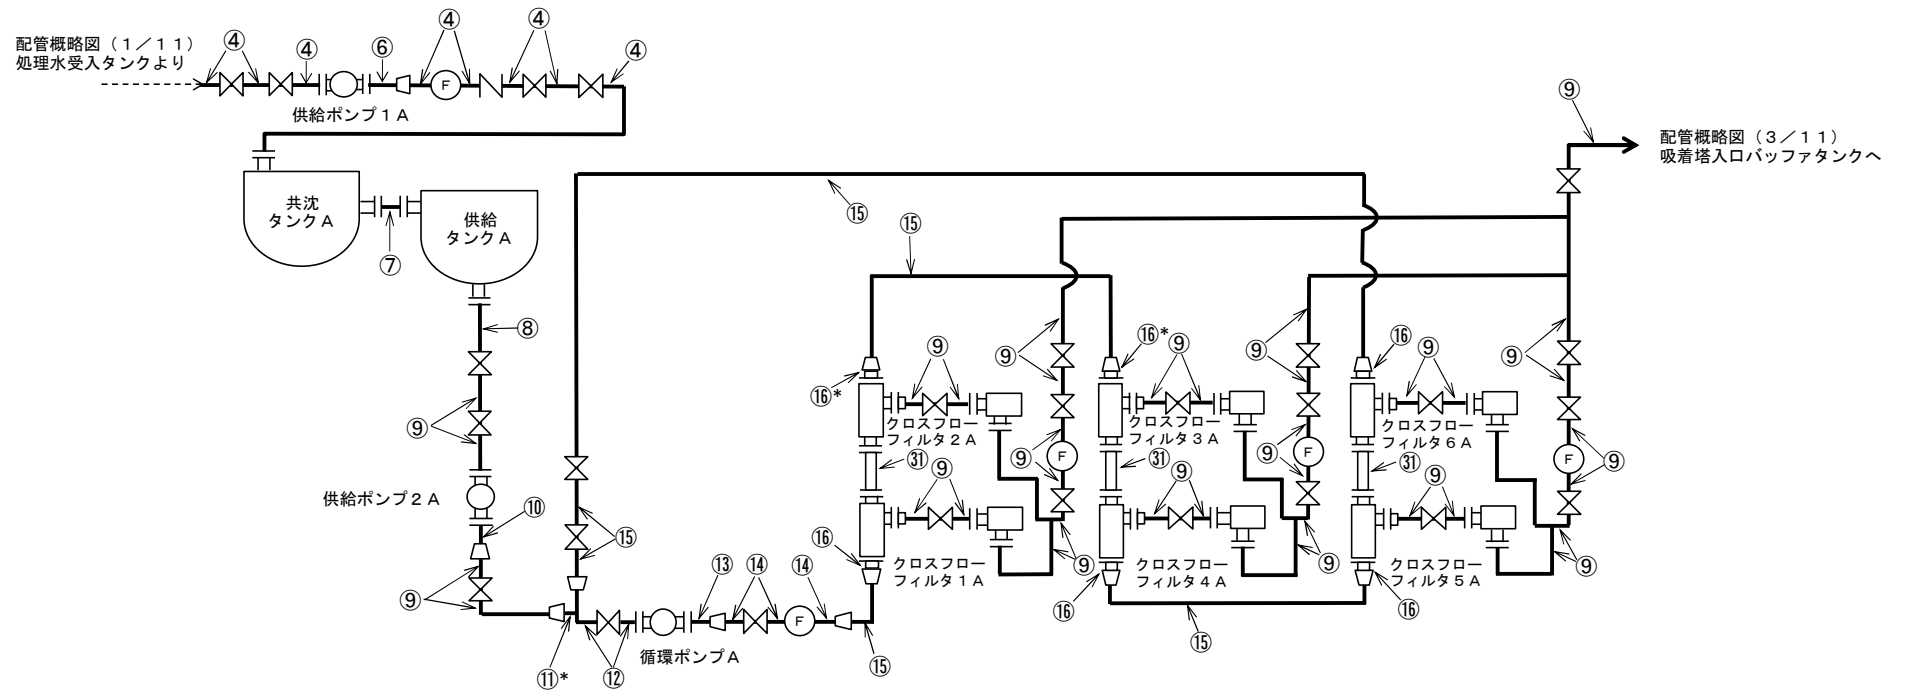 配管概略図（１／１１）
処理水受入タンクより
④
④
⑥
④
④
④
F
供給ポンプ１Ａ
⑨
配管概略図（３／１１）
吸着塔入口バッファタンクへ
共沈
タンクＡ
供給
タンクＡ
⑦
⑮
⑮
⑧
⑨
⑨
⑨
⑯*
⑨
⑯*
⑨
⑯
⑨
クロスフロー
フィルタ２Ａ
クロスフロー
フィルタ３Ａ
クロスフロー
フィルタ６Ａ
⑨
㉛
⑨
F
㉛
⑨
F
㉛
F
⑨
⑨
⑨
⑨
供給ポンプ２Ａ
⑩
⑮
⑯
クロスフロー
フィルタ１Ａ
⑨
クロスフロー
フィルタ４Ａ
⑨
クロスフロー
フィルタ５Ａ
⑨
⑨
⑬
⑭
⑭
F
⑯
⑯
循環ポンプＡ
⑪*
⑫
⑮
⑮